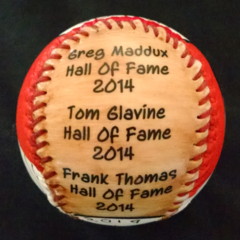 Greg Maddux
Hall Of Fame
2014
Tom Glavine
Hall Of Fame
2014
Frank Thomas
Hall Of Fame
2014